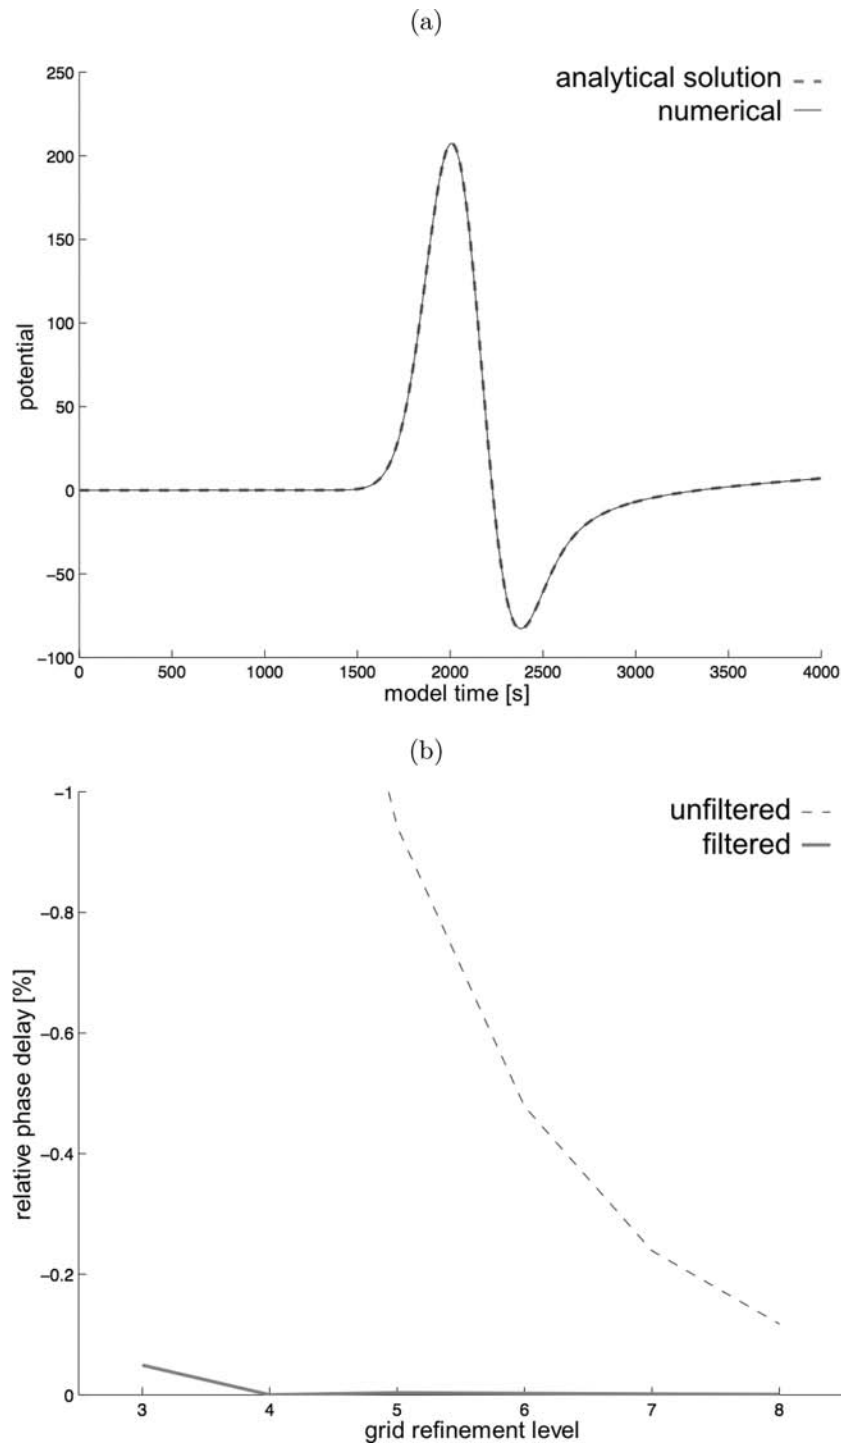 (a)
250
200
150
100
50
0
−50
−100
potential
analytical solution
numerical
0 500 1000 1500 2000 2500 3000 3500 4000
model time [s]
(b)
−1
−0.8
−0.6
−0.4
−0.2
0
relative phase delay [%]
unfiltered
filtered
3 4 5 6 7 8
grid refinement level